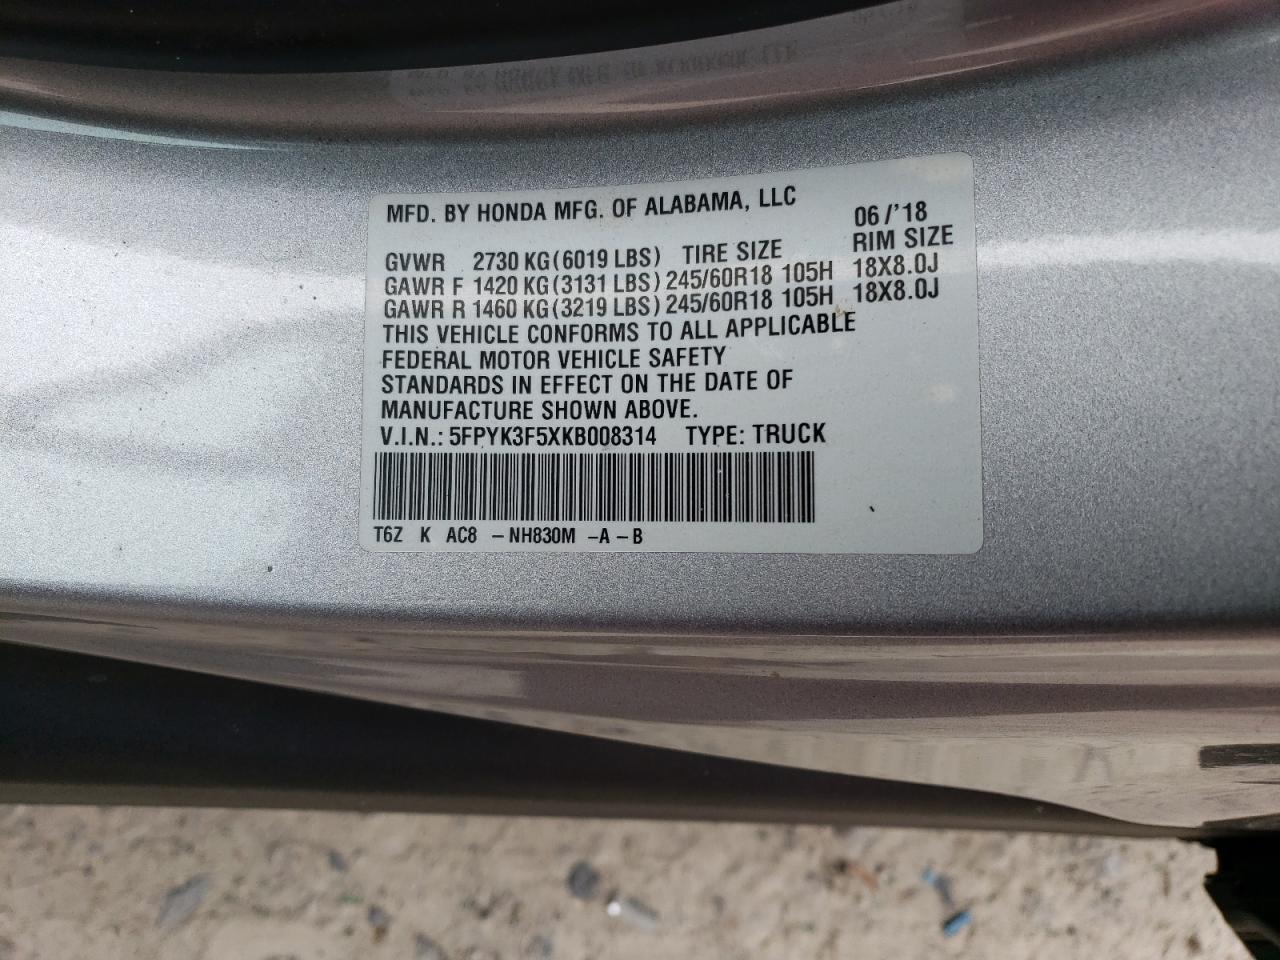 MFD. BY HONDA MFG. OF ALABAMA, LLC 06/'18
GVWR 2730 KG(6019 LBS) TIRE SIZE RIM SIZE
GAWR F 1420 KG(3131 LBS) 245/60R18 105H 18X8.0J
GAWR R 1460 KG(3219 LBS) 245/60R18 105H 18X8.0J
THIS VEHICLE CONFORMS TO ALL APPLICABLE
FEDERAL MOTOR VEHICLE SAFETY
STANDARDS IN EFFECT ON THE DATE OF
MANUFACTURE SHOWN ABOVE.
V.I.N.: 5FPYK3F5XKB008314 TYPE: TRUCK
T6Z K AC8 -NH830M -A-B